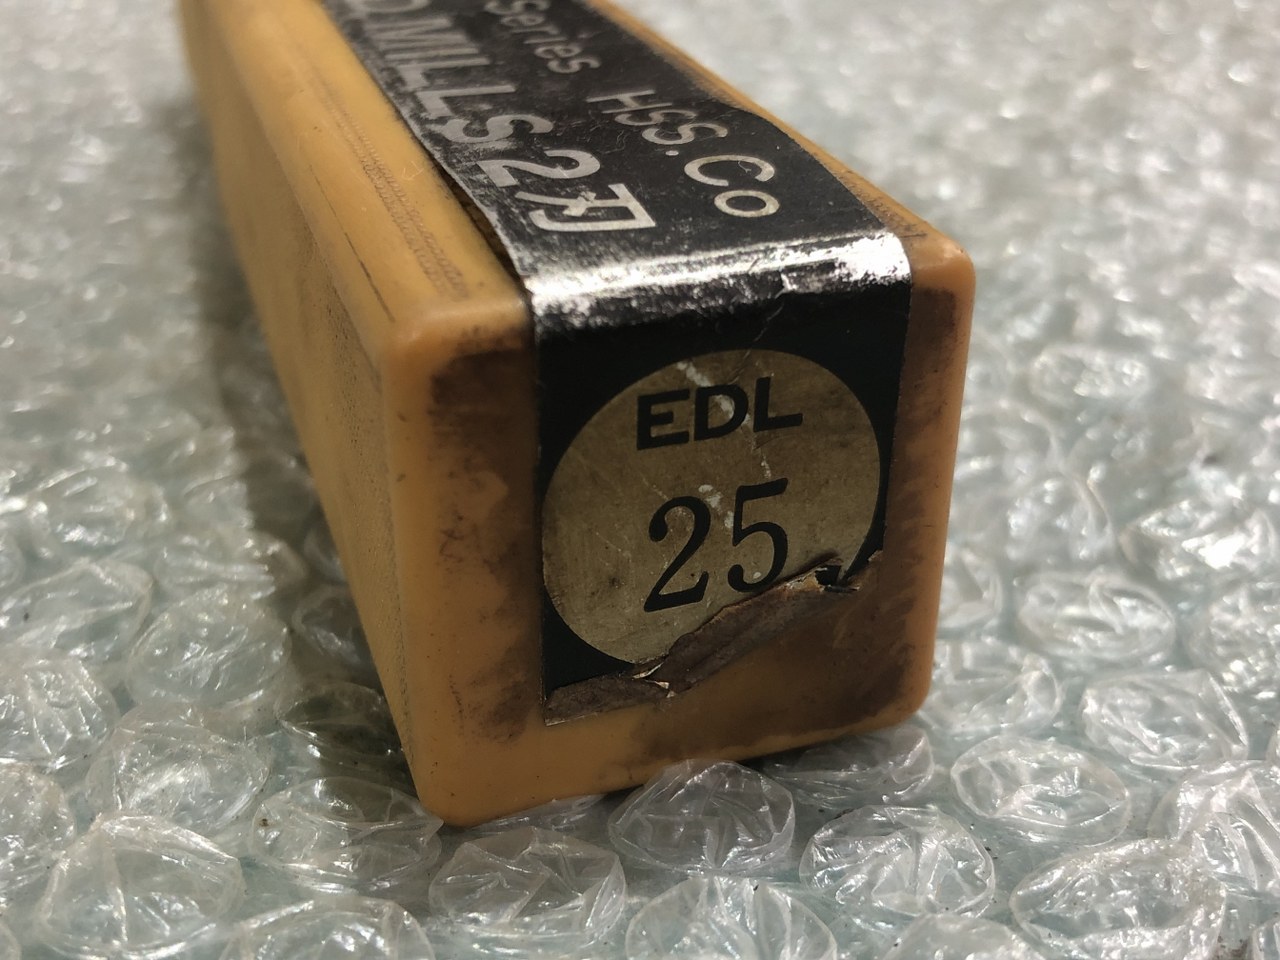 Series HSS.Co
D MILLS 2刃
EDL
25